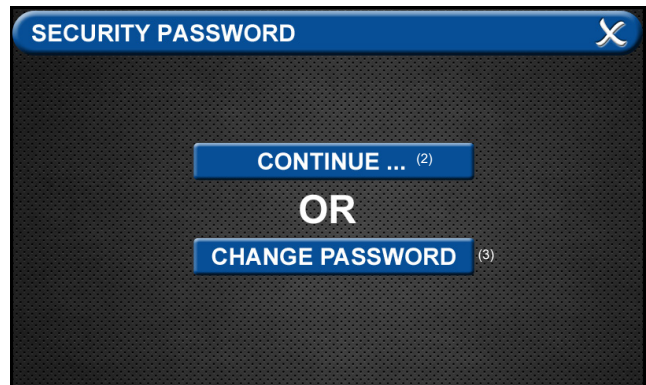 SECURITY PASSWORD X
CONTINUE ... (2)
OR
CHANGE PASSWORD (3)